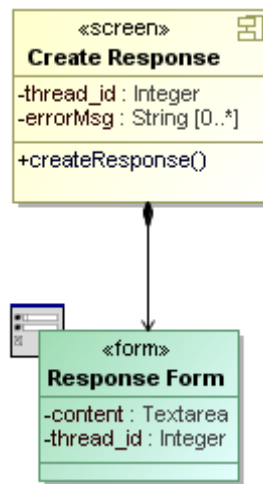 «screen»
Create Response
-thread_id : Integer
-errorMsg : String [0..*]
+createResponse()
«form»
Response Form
-content : Textarea
-thread_id : Integer